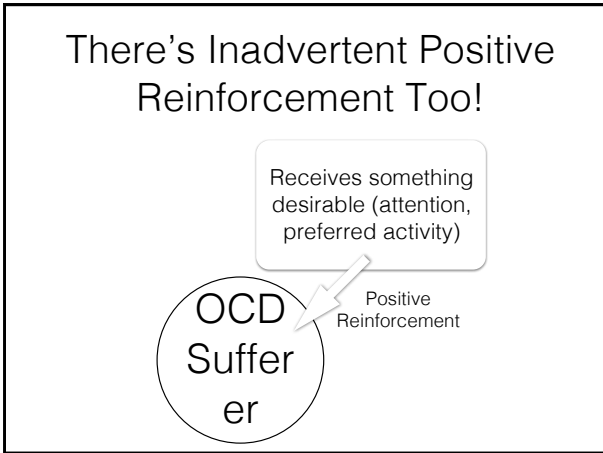 There’s Inadvertent Positive
Reinforcement Too!
Receives something
desirable (attention,
preferred activity)
Positive
Reinforcement
OCD
Suffer
er